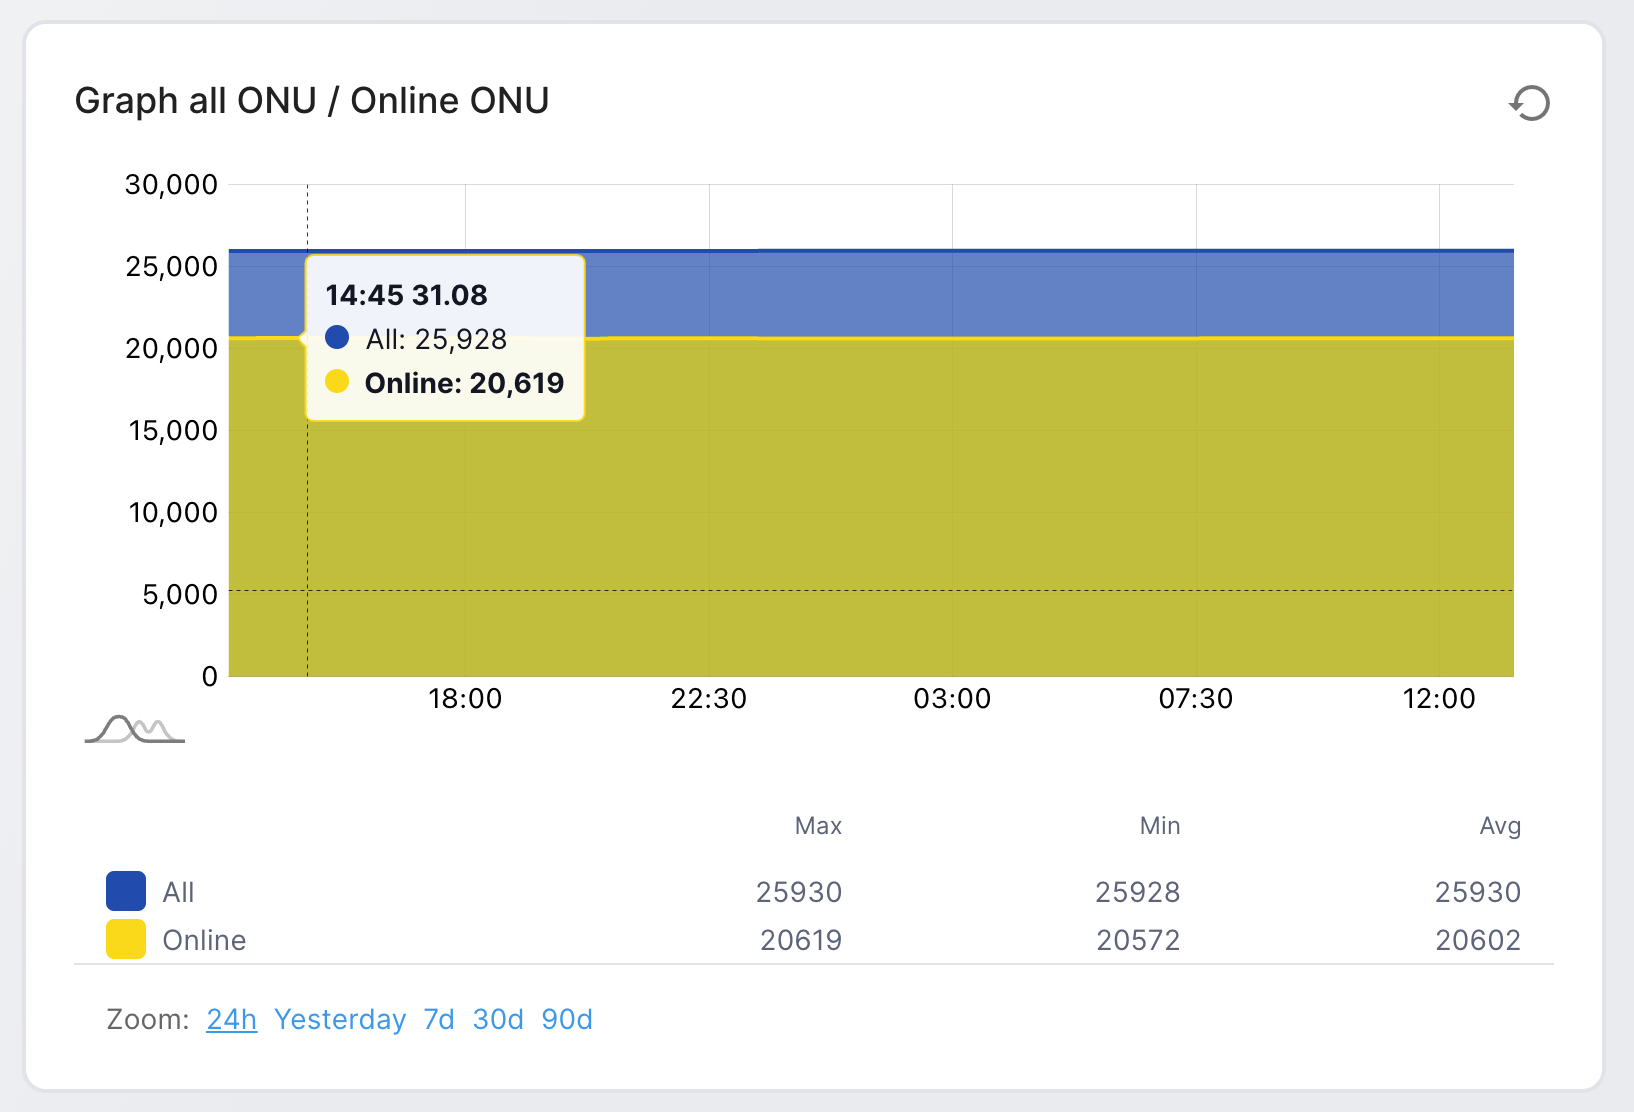 Graph all ONU / Online ONU
30,000
25,000
20,000
15,000
10,000
5,000
0
14:45 31.08
All: 25,928
Online: 20,619
18:00 22:30 03:00 07:30 12:00
Max Min Avg
All 25930 25928 25930
Online 20619 20572 20602
Zoom: 24h Yesterday 7d 30d 90d